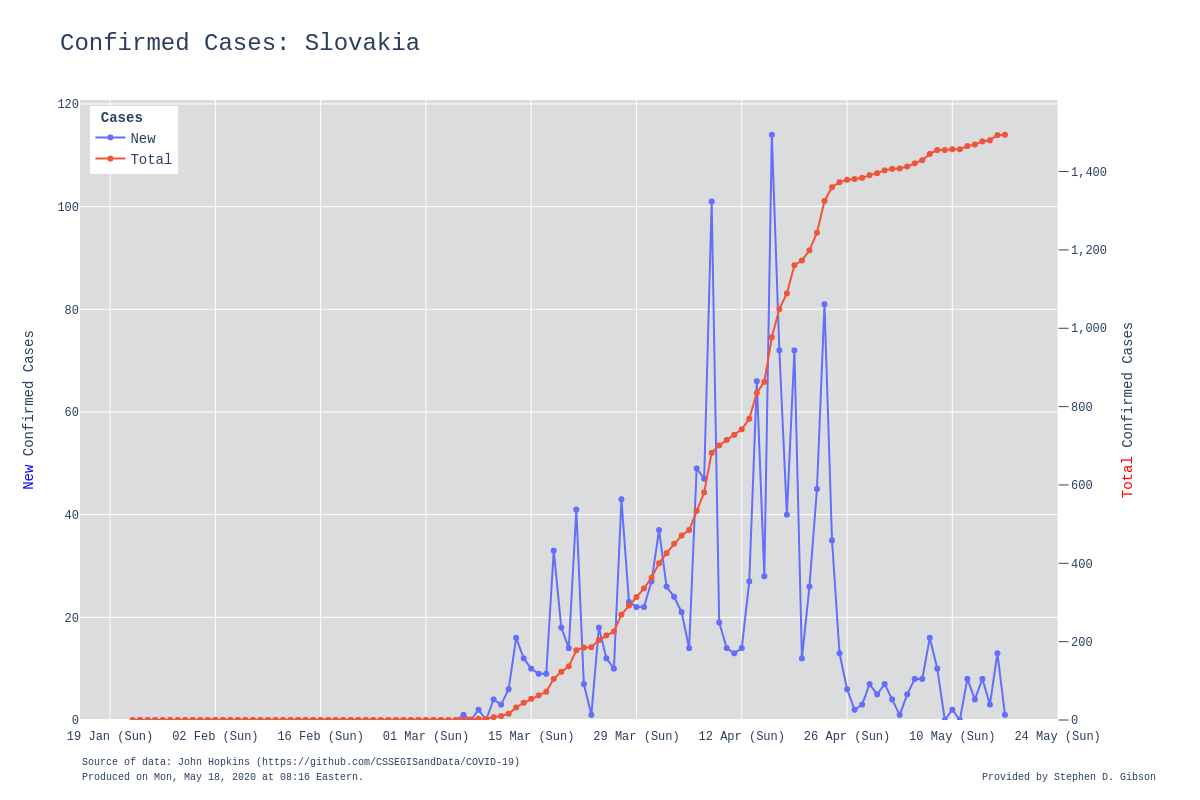 Confirmed Cases: Slovakia
Cases
New
Total
120
100
80
60
40
20
0
New Confirmed Cases
1,400
1,200
1,000
800
600
400
200
0
Total Confirmed Cases
19 Jan (Sun) 02 Feb (Sun) 16 Feb (Sun) 01 Mar (Sun) 15 Mar (Sun) 29 Mar (Sun) 12 Apr (Sun) 26 Apr (Sun) 10 May (Sun) 24 May (Sun)
Source of data: John Hopkins (https://github.com/CSSEGISandData/COVID-19)
Produced on Mon, May 18, 2020 at 08:16 Eastern.
Provided by Stephen D. Gibson